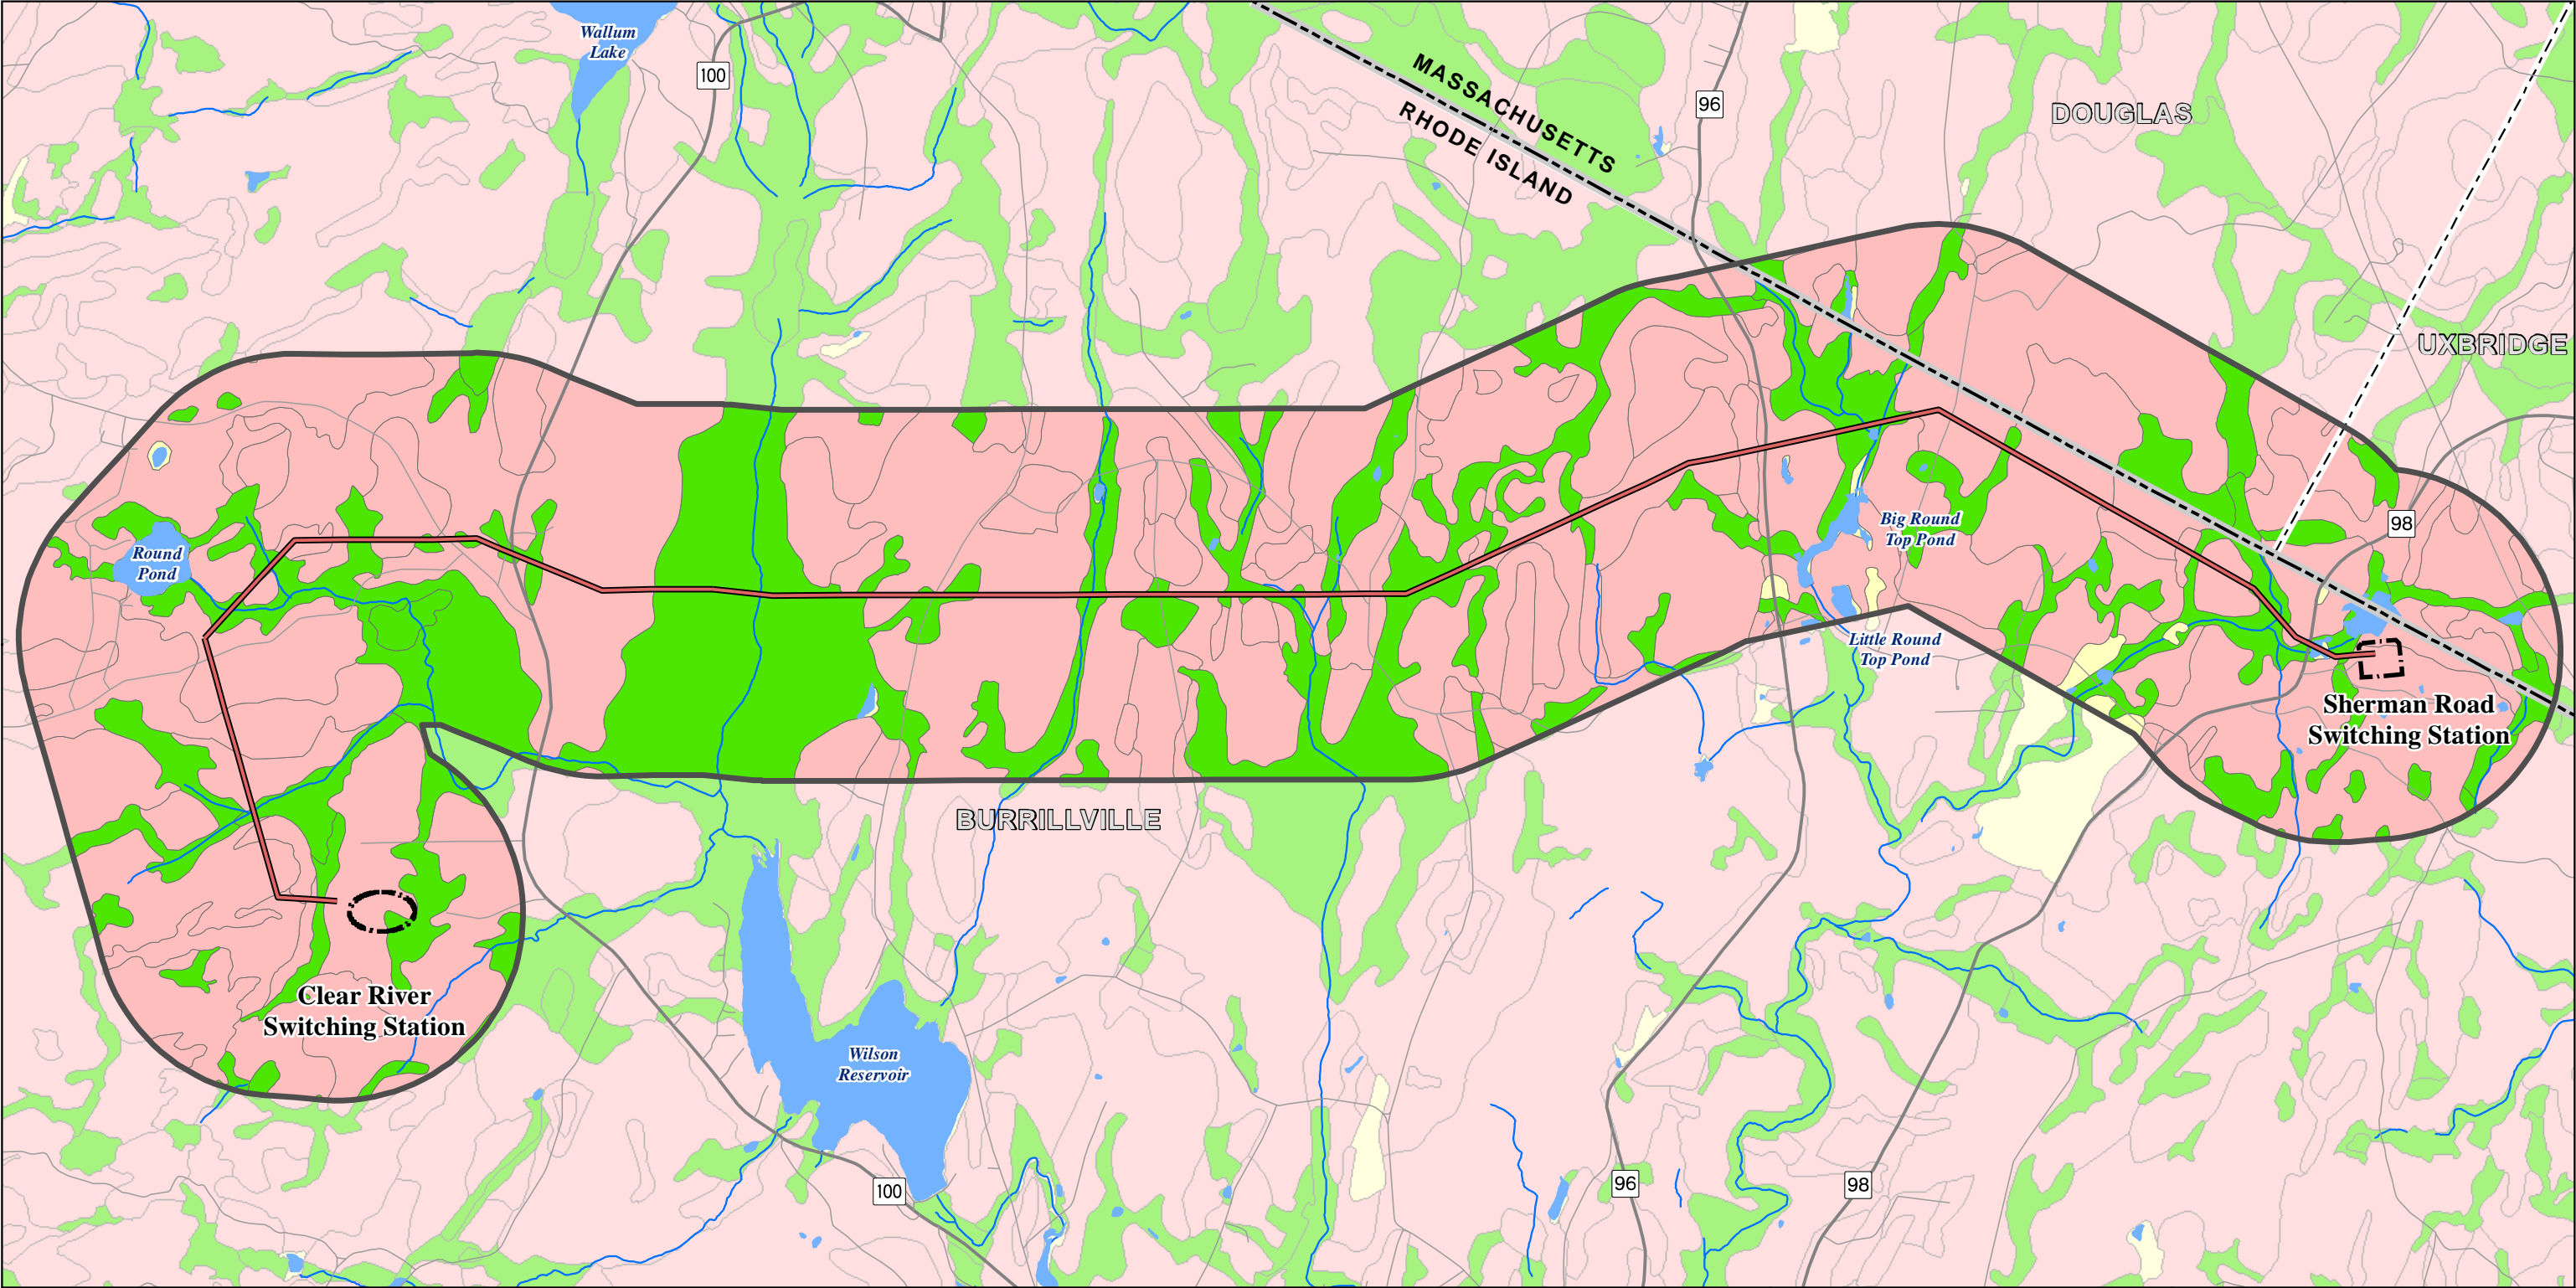 Wallum
Lake
100
96
MASSACHUSETTS
RHODE ISLAND
DOUGLAS
UXBRIDGE
98
Round
Pond
Big Round
Top Pond
Little Round
Top Pond
Sherman Road
Switching Station
BURRILLVILLE
Clear River
Switching Station
Wilson
Reservoir
100
96
98